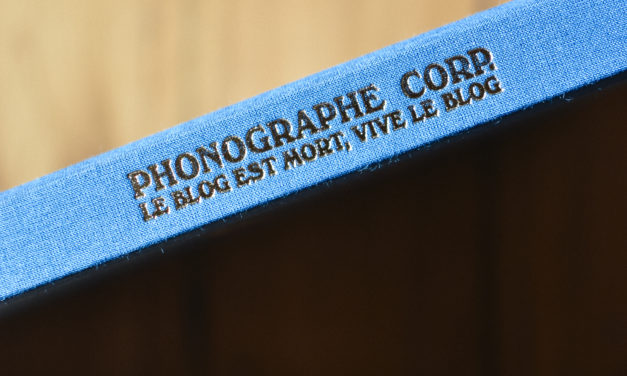 PHONOGRAPHE CORP.
LE BLOG EST MORT, VIVE LE BLOG